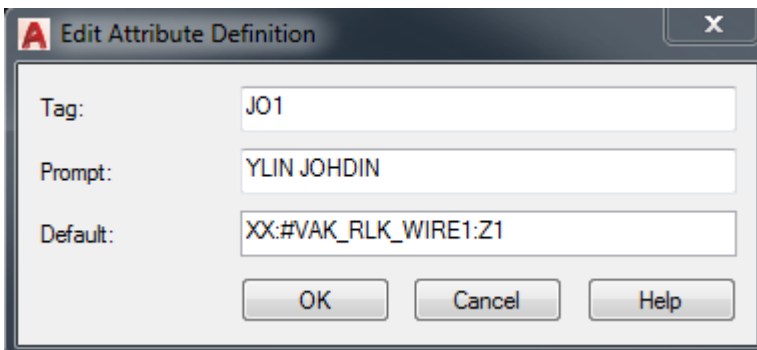 Edit Attribute Definition
Tag: JO1
Prompt: YLIN JOHDIN
Default: XX:#VAK_RLK_WIRE1:Z1
OK Cancel Help